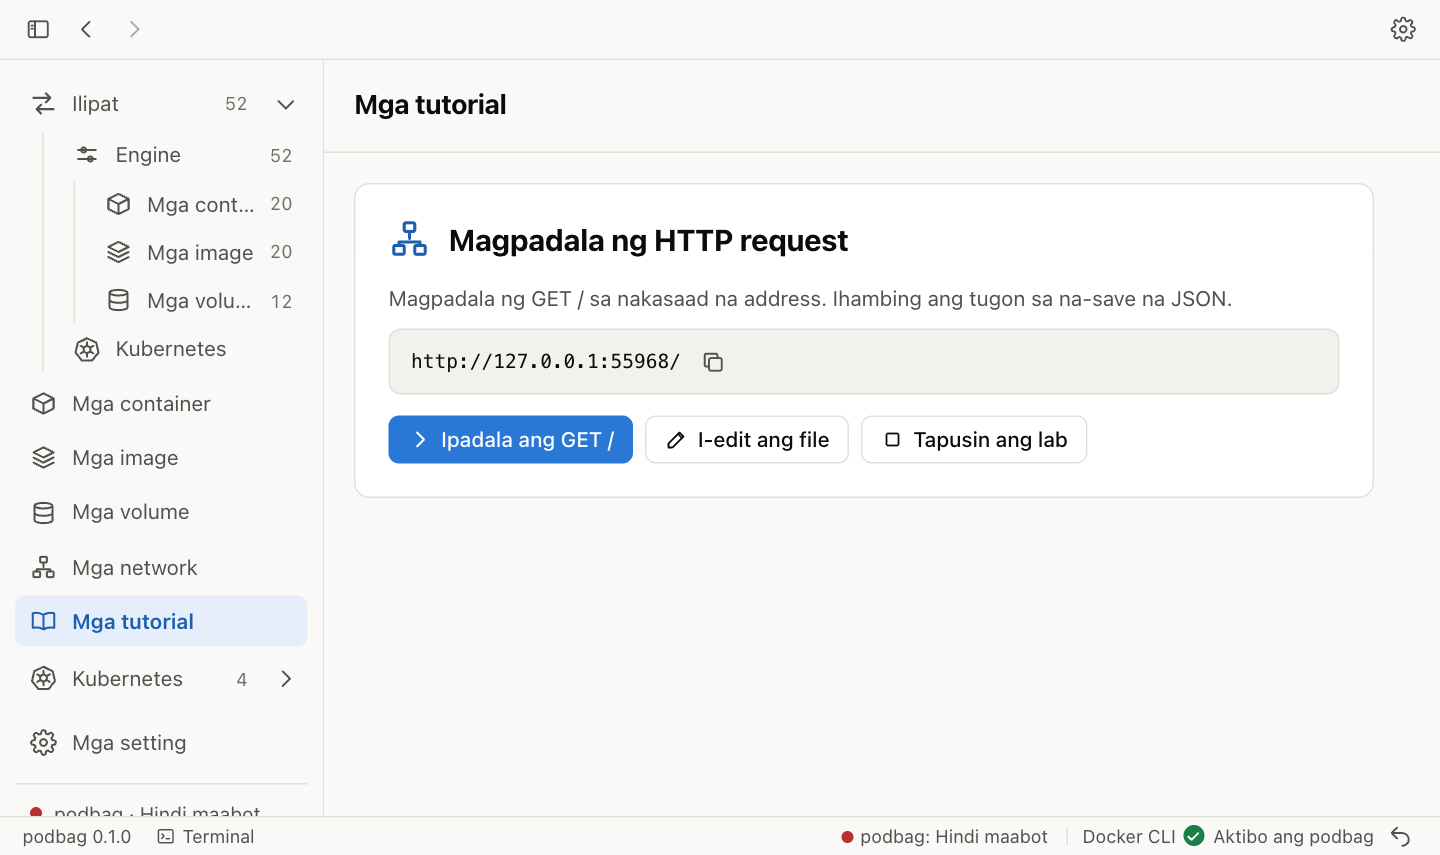 Ilipat 52
Engine 52
Mga cont... 20
Mga image 20
Mga volu... 12
Kubernetes
Mga container
Mga image
Mga volume
Mga network
Mga tutorial
Kubernetes 4
Mga setting
podbag · Hindi maabot
Mga tutorial
Magpadala ng HTTP request
Magpadala ng GET / sa nakasaad na address. Ihambing ang tugon sa na-save na JSON.
http://127.0.0.1:55968/
Ipadala ang GET / I-edit ang file Tapusin ang lab
podbag 0.1.0 Terminal podbag: Hindi maabot Docker CLI Aktibo ang podbag